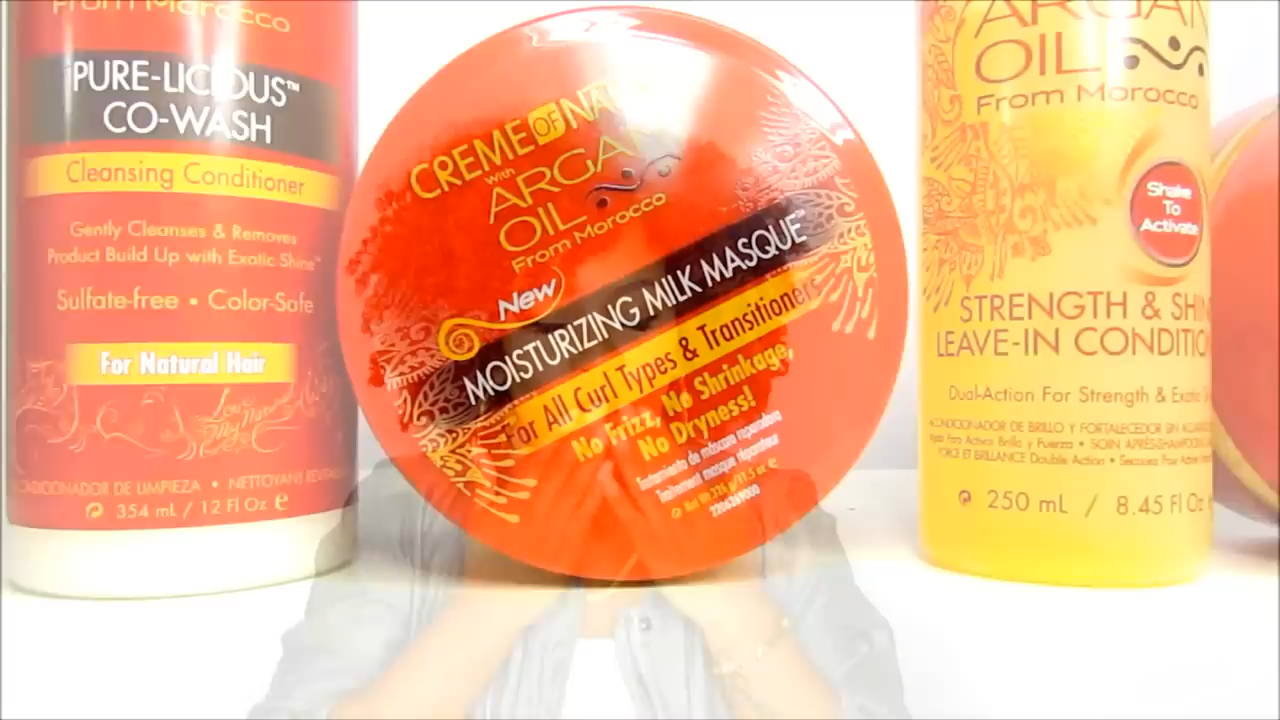 From Morocco
PURE-LICIOUS™
CO-WASH
Cleansing Conditioner
Gently Cleanses & Removes
Product Build Up with Exotic Shine™
Sulfate-free • Color-Safe
For Natural Hair
354 mL / 12 Fl Oz e
CREME OF NA
With
ARGAN
OIL
From Morocco
New
MOISTURIZING MILK MASQUE™
For All Curl Types & Transitioners
No Frizz, No Shrinkage,
No Dryness!
ARGAN
OIL
From Morocco
Shake
To
Activate
STRENGTH & SHIN
LEAVE-IN CONDITIO
Dual-Action For Strength & Exotic
250 mL / 8.45 Fl Oz